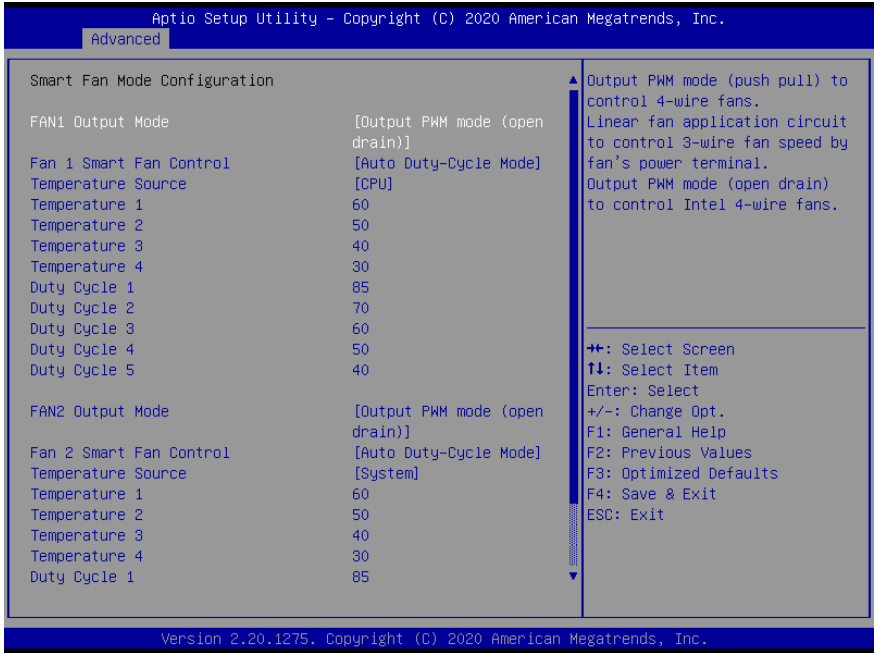 Aptio Setup Utility – Copyright (C) 2020 American Megatrends, Inc.
Advanced
Smart Fan Mode Configuration
FAN1 Output Mode [Output PWM mode (open
drain)]
Fan 1 Smart Fan Control [Auto Duty-Cycle Mode]
Temperature Source [CPU]
Temperature 1 60
Temperature 2 50
Temperature 3 40
Temperature 4 30
Duty Cycle 1 85
Duty Cycle 2 70
Duty Cycle 3 60
Duty Cycle 4 50
Duty Cycle 5 40
FAN2 Output Mode [Output PWM mode (open
drain)]
Fan 2 Smart Fan Control [Auto Duty-Cycle Mode]
Temperature Source [System]
Temperature 1 60
Temperature 2 50
Temperature 3 40
Temperature 4 30
Duty Cycle 1 85
Output PWM mode (push pull) to
control 4-wire fans.
Linear fan application circuit
to control 3-wire fan speed by
fan's power terminal.
Output PWM mode (open drain)
to control Intel 4-wire fans.
→←: Select Screen
↑↓: Select Item
Enter: Select
+/-: Change Opt.
F1: General Help
F2: Previous Values
F3: Optimized Defaults
F4: Save & Exit
ESC: Exit
Version 2.20.1275. Copyright (C) 2020 American Megatrends, Inc.